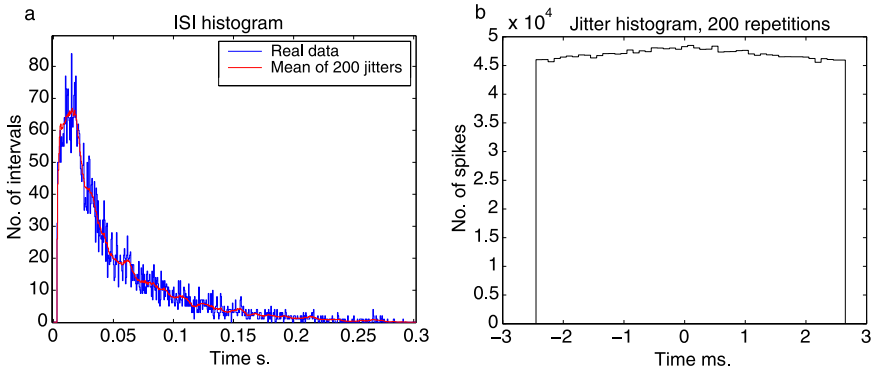 a
ISI histogram
Real data
Mean of 200 jitters
No. of intervals
80
70
60
50
40
30
20
10
0
0 0.05 0.1 0.15 0.2 0.25 0.3
Time s.
b
x 10⁴
Jitter histogram, 200 repetitions
No. of spikes
5
4.5
4
3.5
3
2.5
2
1.5
1
0.5
0
−3 −2 −1 0 1 2 3
Time ms.